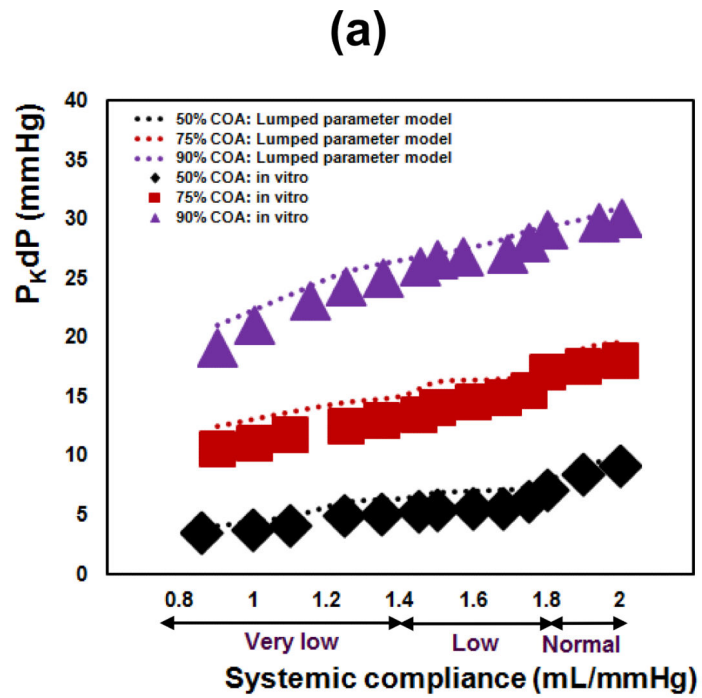 (a)
P_KdP (mmHg)
40
35
30
25
20
15
10
5
0
50% COA: Lumped parameter model
75% COA: Lumped parameter model
90% COA: Lumped parameter model
50% COA: in vitro
75% COA: in vitro
90% COA: in vitro
0.8 1 1.2 1.4 1.6 1.8 2
Very low Low Normal
Systemic compliance (mL/mmHg)